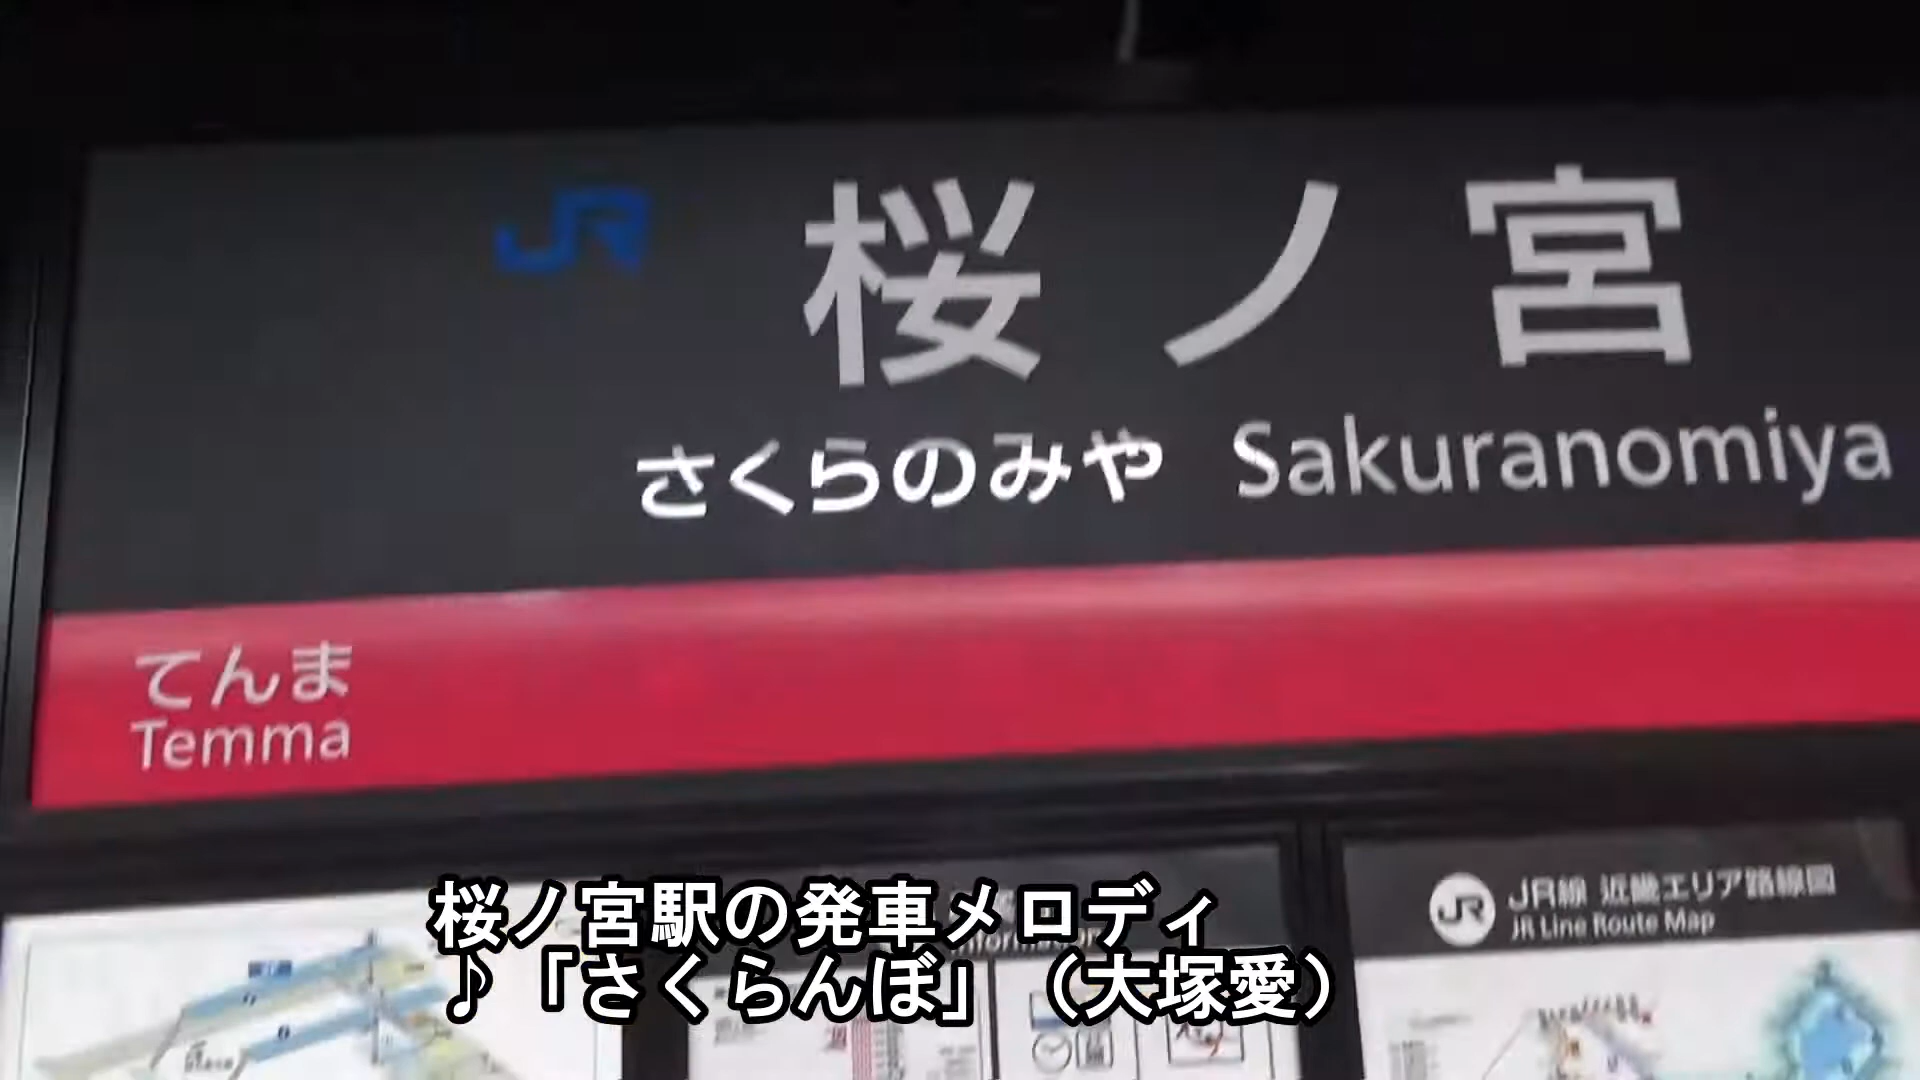 JR 桜ノ宮
さくらのみや Sakuranomiya
てんま
Temma
桜ノ宮駅の発車メロディ
♪「さくらんぼ」（大塚愛）
JR JR線 近畿エリア路線図
JR Line Route Map